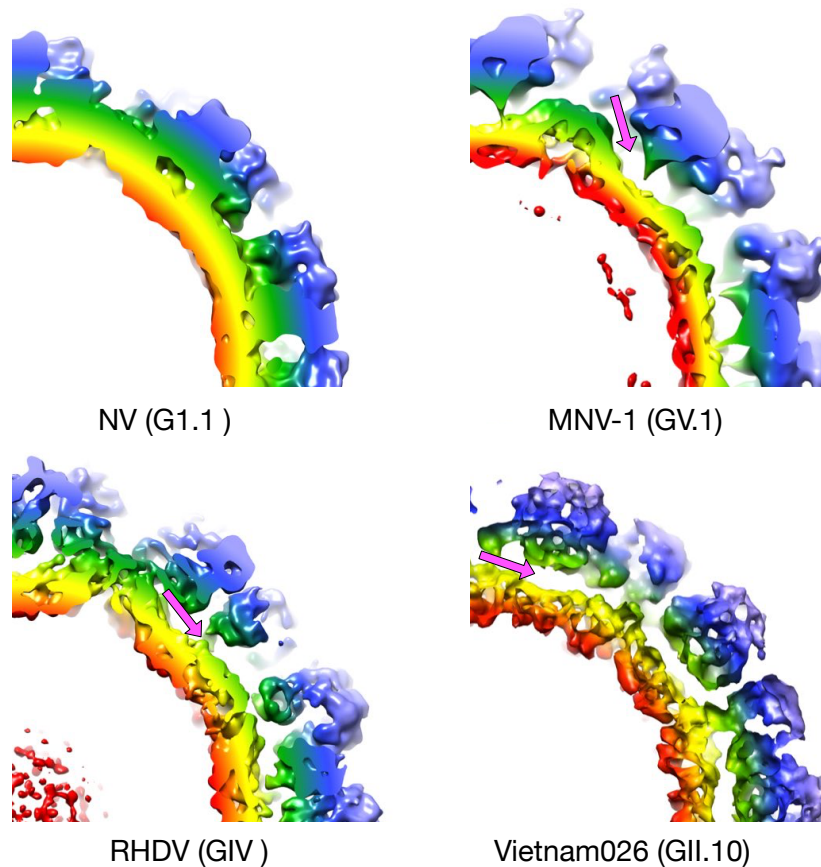 NV (G1.1 )
MNV-1 (GV.1)
RHDV (GIV )
Vietnam026 (GII.10)